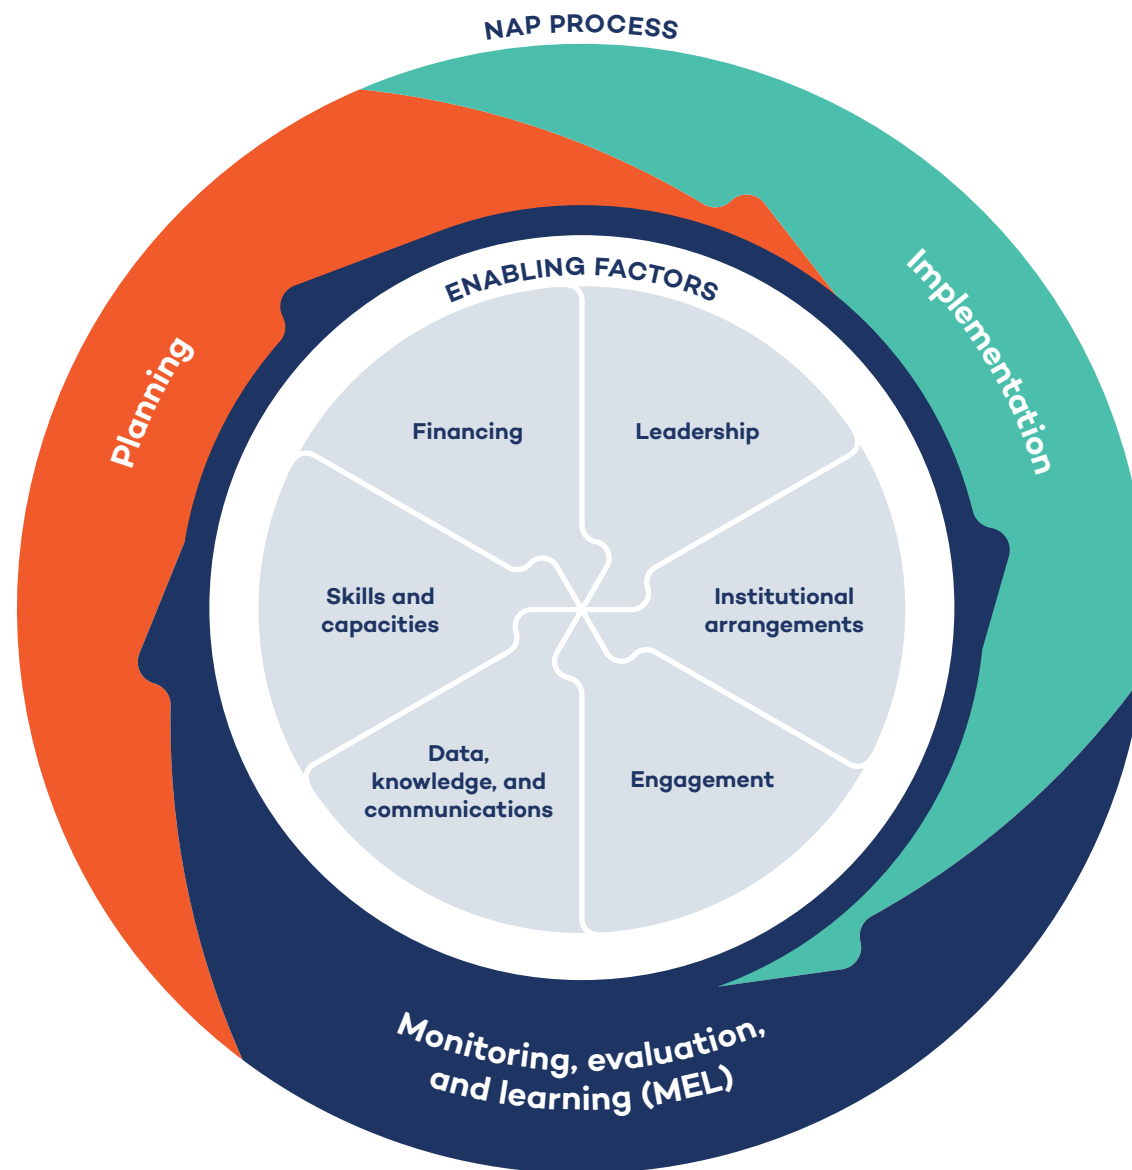 NAP PROCESS
Implementation
Planning
ENABLING FACTORS
Financing
Leadership
Skills and
capacities
Institutional
arrangements
Data,
knowledge, and
communications
Engagement
Monitoring, evaluation,
and learning (MEL)